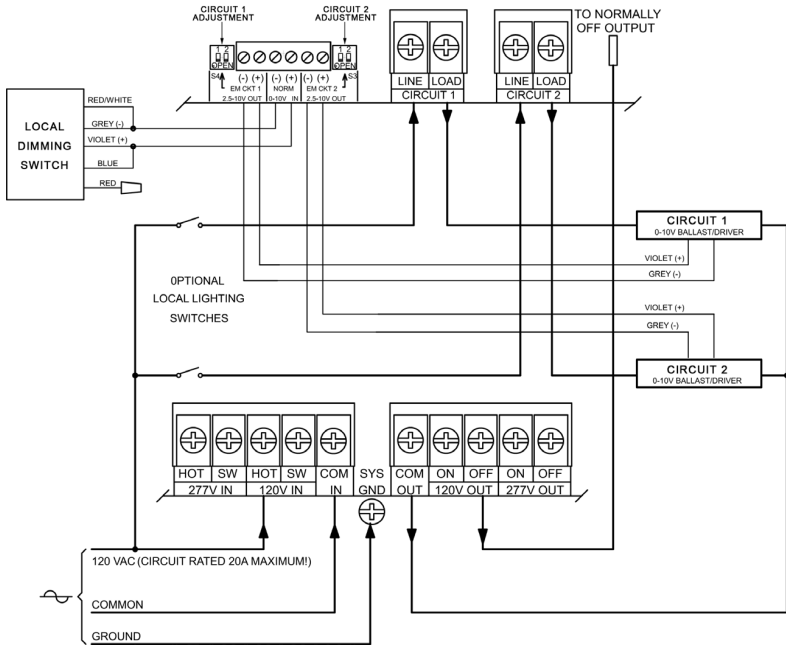 CIRCUIT 1
ADJUSTMENT
CIRCUIT 2
ADJUSTMENT
TO NORMALLY
OFF OUTPUT
1 2
OPEN
1 2
OPEN
S4
(-) (+)
(-) (+)
(-) (+)
S3
EM CKT 1
NORM
EM CKT 2
2.5-10V OUT
0-10V IN
2.5-10V OUT
LINE
LOAD
CIRCUIT 1
LINE
LOAD
CIRCUIT 2
LOCAL
DIMMING
SWITCH
RED/WHITE
GREY (-)
VIOLET (+)
BLUE
RED
CIRCUIT 1
0-10V BALLAST/DRIVER
VIOLET (+)
GREY (-)
0PTIONAL
LOCAL LIGHTING
SWITCHES
VIOLET (+)
GREY (-)
CIRCUIT 2
0-10V BALLAST/DRIVER
HOT
SW
HOT
SW
COM
SYS
COM
ON
OFF
ON
OFF
277V IN
120V IN
IN
GND
OUT
120V OUT
277V OUT
120 VAC (CIRCUIT RATED 20A MAXIMUM!)
COMMON
GROUND